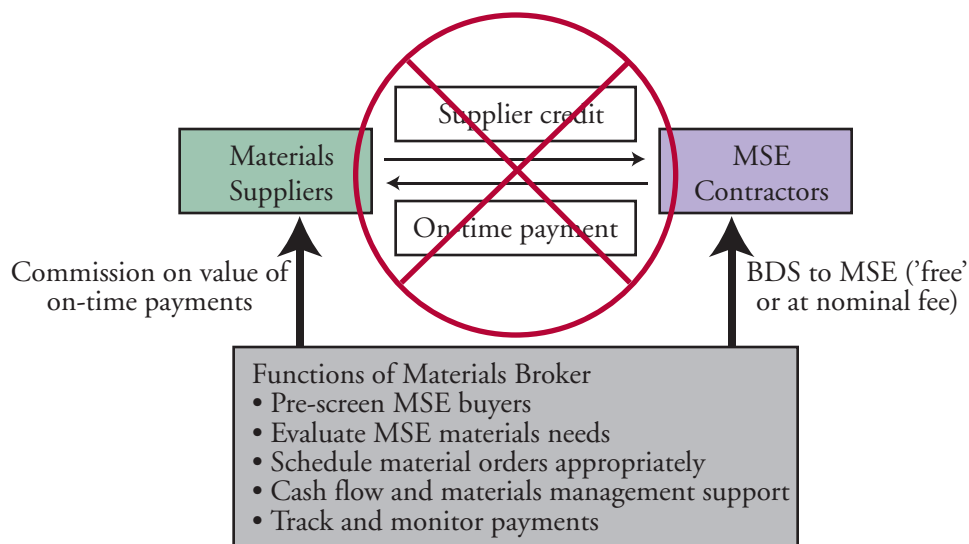 Supplier credit
Materials
Suppliers
MSE
Contractors
On-time payment
Commission on value of
on-time payments
BDS to MSE ('free'
or at nominal fee)
Functions of Materials Broker
• Pre-screen MSE buyers
• Evaluate MSE materials needs
• Schedule material orders appropriately
• Cash flow and materials management support
• Track and monitor payments